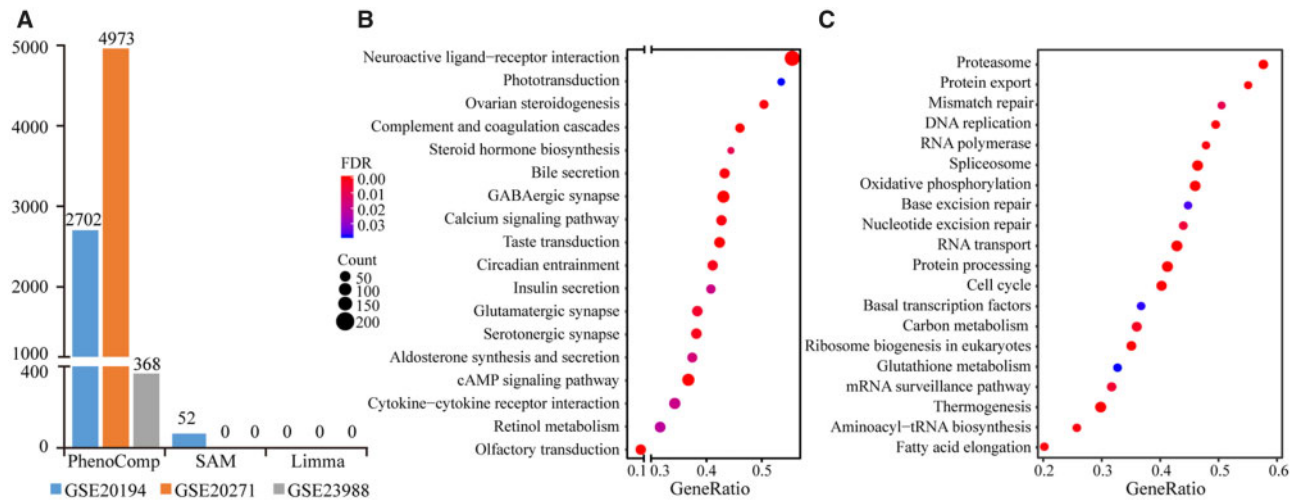 A
5000
4000
3000
2000
1000
400
0
4973
2702
368
52
0 0
0 0 0
PhenoComp SAM Limma
GSE20194 GSE20271 GSE23988
B
Neuroactive ligand−receptor interaction
Phototransduction
Ovarian steroidogenesis
Complement and coagulation cascades
Steroid hormone biosynthesis
Bile secretion
GABAergic synapse
Calcium signaling pathway
Taste transduction
Circadian entrainment
Insulin secretion
Glutamatergic synapse
Serotonergic synapse
Aldosterone synthesis and secretion
cAMP signaling pathway
Cytokine−cytokine receptor interaction
Retinol metabolism
Olfactory transduction
0.1 0.3 0.4 0.5
GeneRatio
FDR
0.00
0.01
0.02
0.03
Count
50
100
150
200
C
Proteasome
Protein export
Mismatch repair
DNA replication
RNA polymerase
Spliceosome
Oxidative phosphorylation
Base excision repair
Nucleotide excision repair
RNA transport
Protein processing
Cell cycle
Basal transcription factors
Carbon metabolism
Ribosome biogenesis in eukaryotes
Glutathione metabolism
mRNA surveillance pathway
Thermogenesis
Aminoacyl−tRNA biosynthesis
Fatty acid elongation
0.2 0.3 0.4 0.5 0.6
GeneRatio